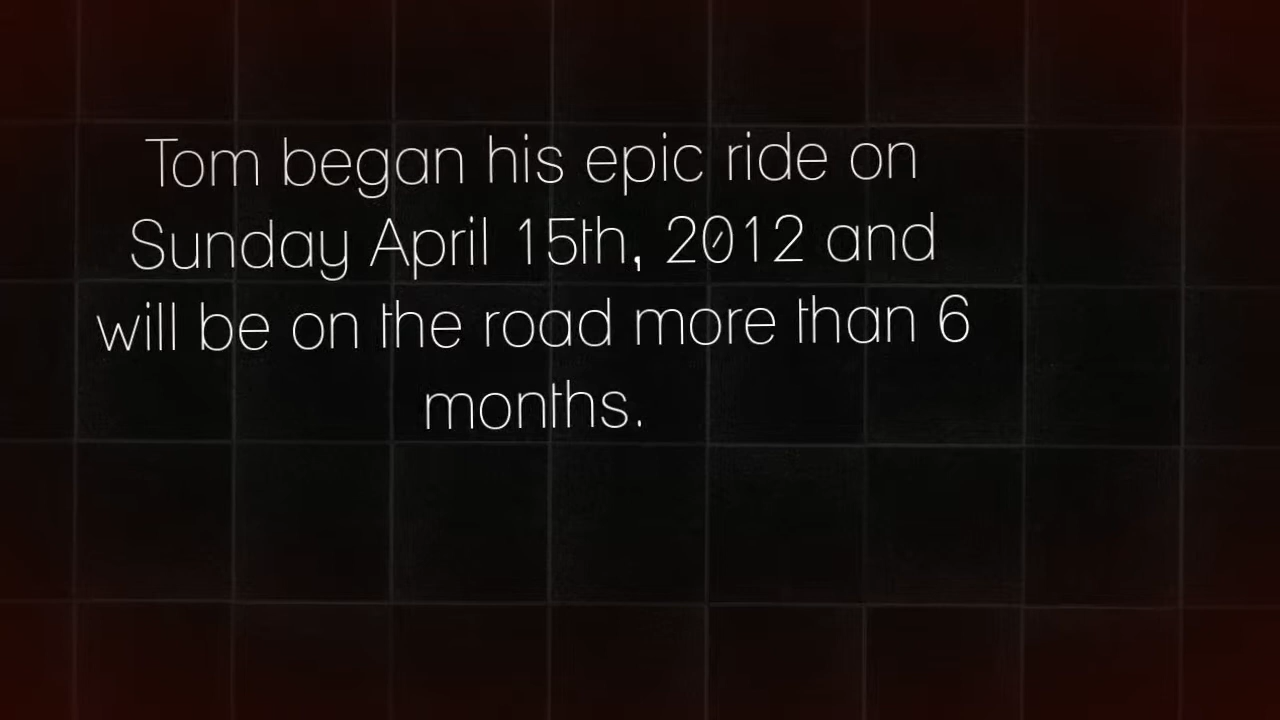 Tom began his epic ride on
Sunday April 15th, 2012 and
will be on the road more than 6
months.